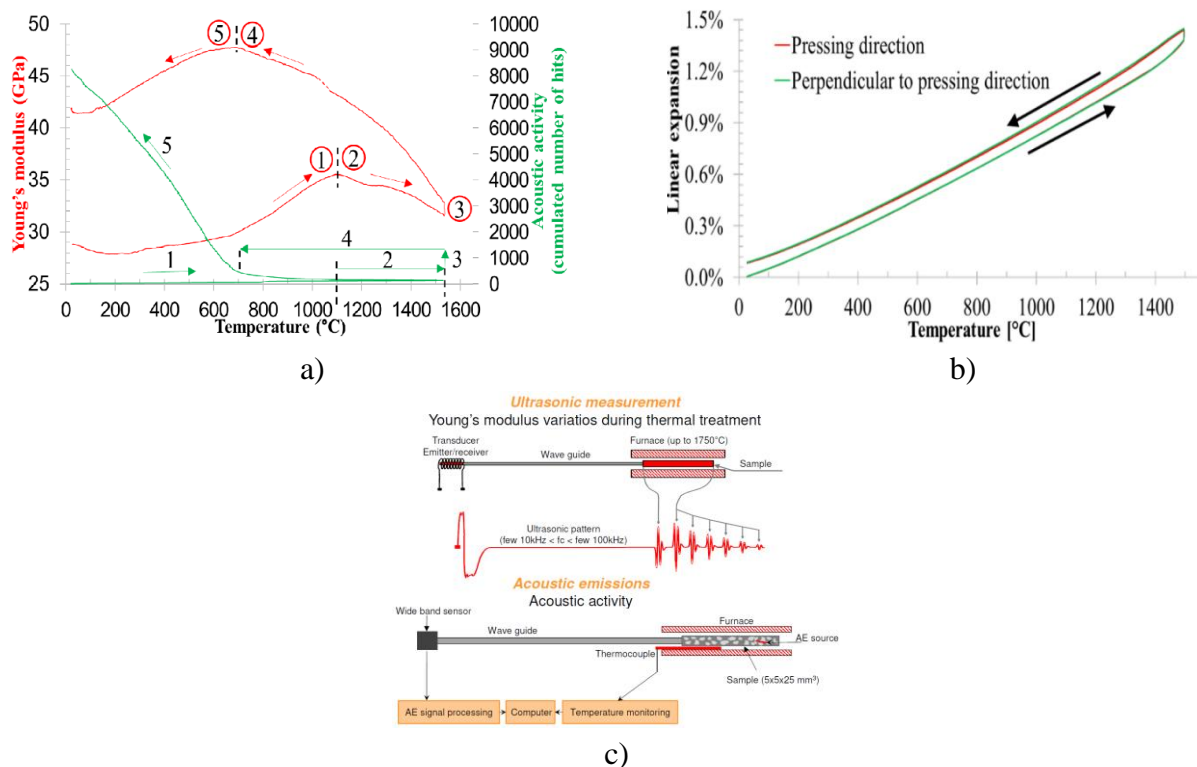 50
45
40
35
30
25
Young's modulus (GPa)
5
4
1
2
3
5
1
4
2
3
10000
9000
8000
7000
6000
5000
4000
3000
2000
1000
0
Acoustic activity
(cumulated number of hits)
0 200 400 600 800 1000 1200 1400 1600
Temperature (°C)
a)
1.5%
1.2%
0.9%
0.6%
0.3%
0.0%
Linear expansion
Pressing direction
Perpendicular to pressing direction
0 200 400 600 800 1000 1200 1400
Temperature [°C]
b)
Ultrasonic measurement
Young's modulus variatios during thermal treatment
Transducer
Emitter/receiver
Wave guide
Furnace (up to 1750°C)
Sample
Ultrasonic pattern
(few 10kHz < fc < few 100kHz)
Acoustic emissions
Acoustic activity
Wide band sensor
Wave guide
Furnace
AE source
Thermocouple
Sample (5x5x25 mm³)
AE signal processing
Computer
Temperature monitoring
c)